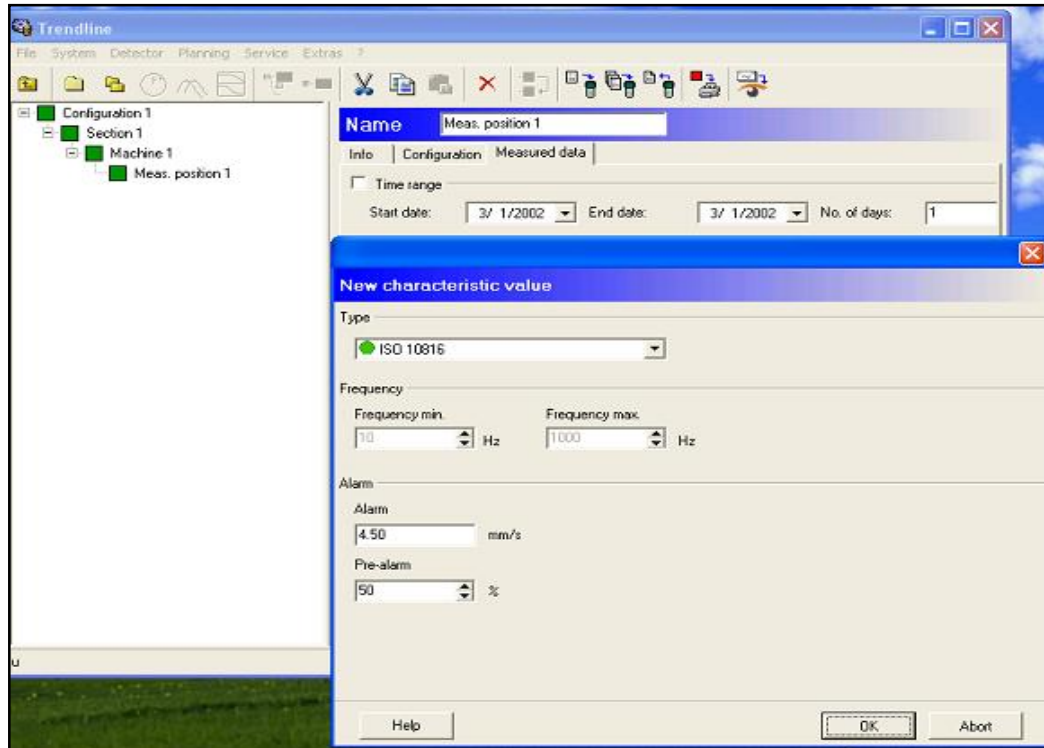 Trendline
File System Detector Planning Service Extras ?
Configuration 1
Section 1
Machine 1
Meas. position 1
Name Meas. position 1
Info Configuration Measured data
Time range
Start date: 3/ 1/2002 End date: 3/ 1/2002 No. of days: 1
New characteristic value
Type
ISO 10816
Frequency
Frequency min. Frequency max.
10 Hz 1000 Hz
Alarm
Alarm
4.50 mm/s
Pre-alarm
50 %
u
Help OK Abort